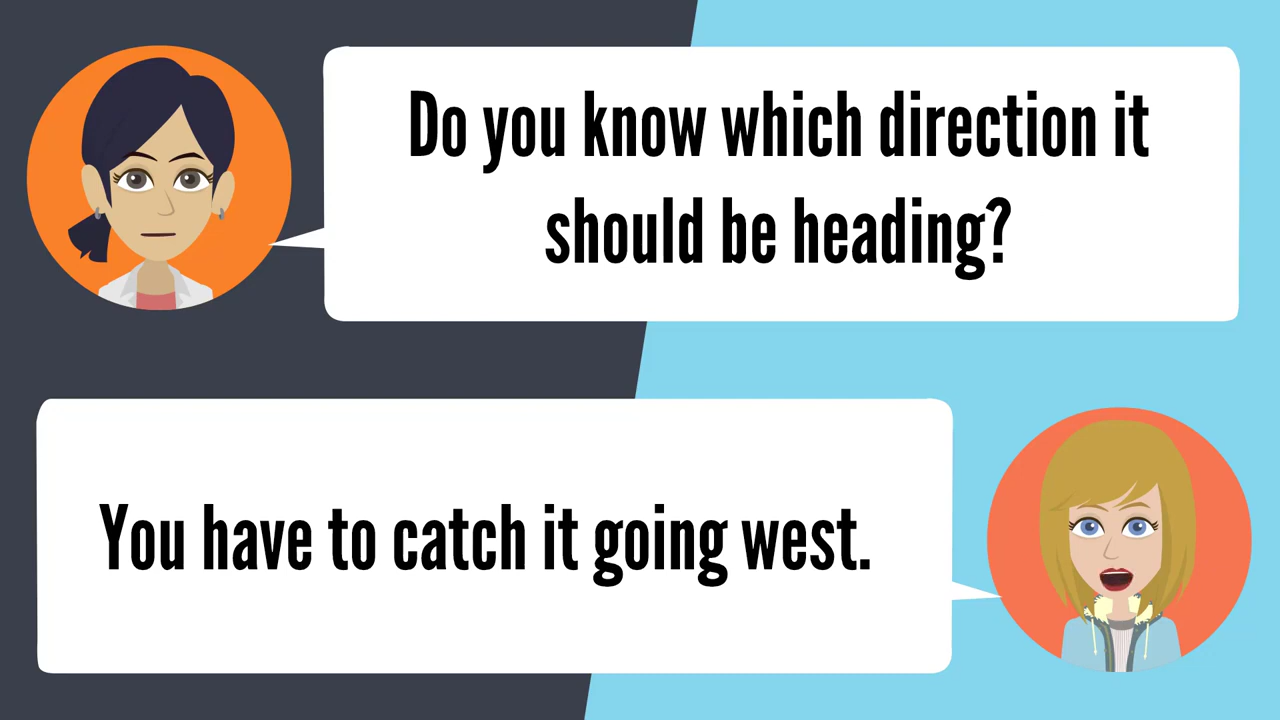 Do you know which direction it
should be heading?
You have to catch it going west.